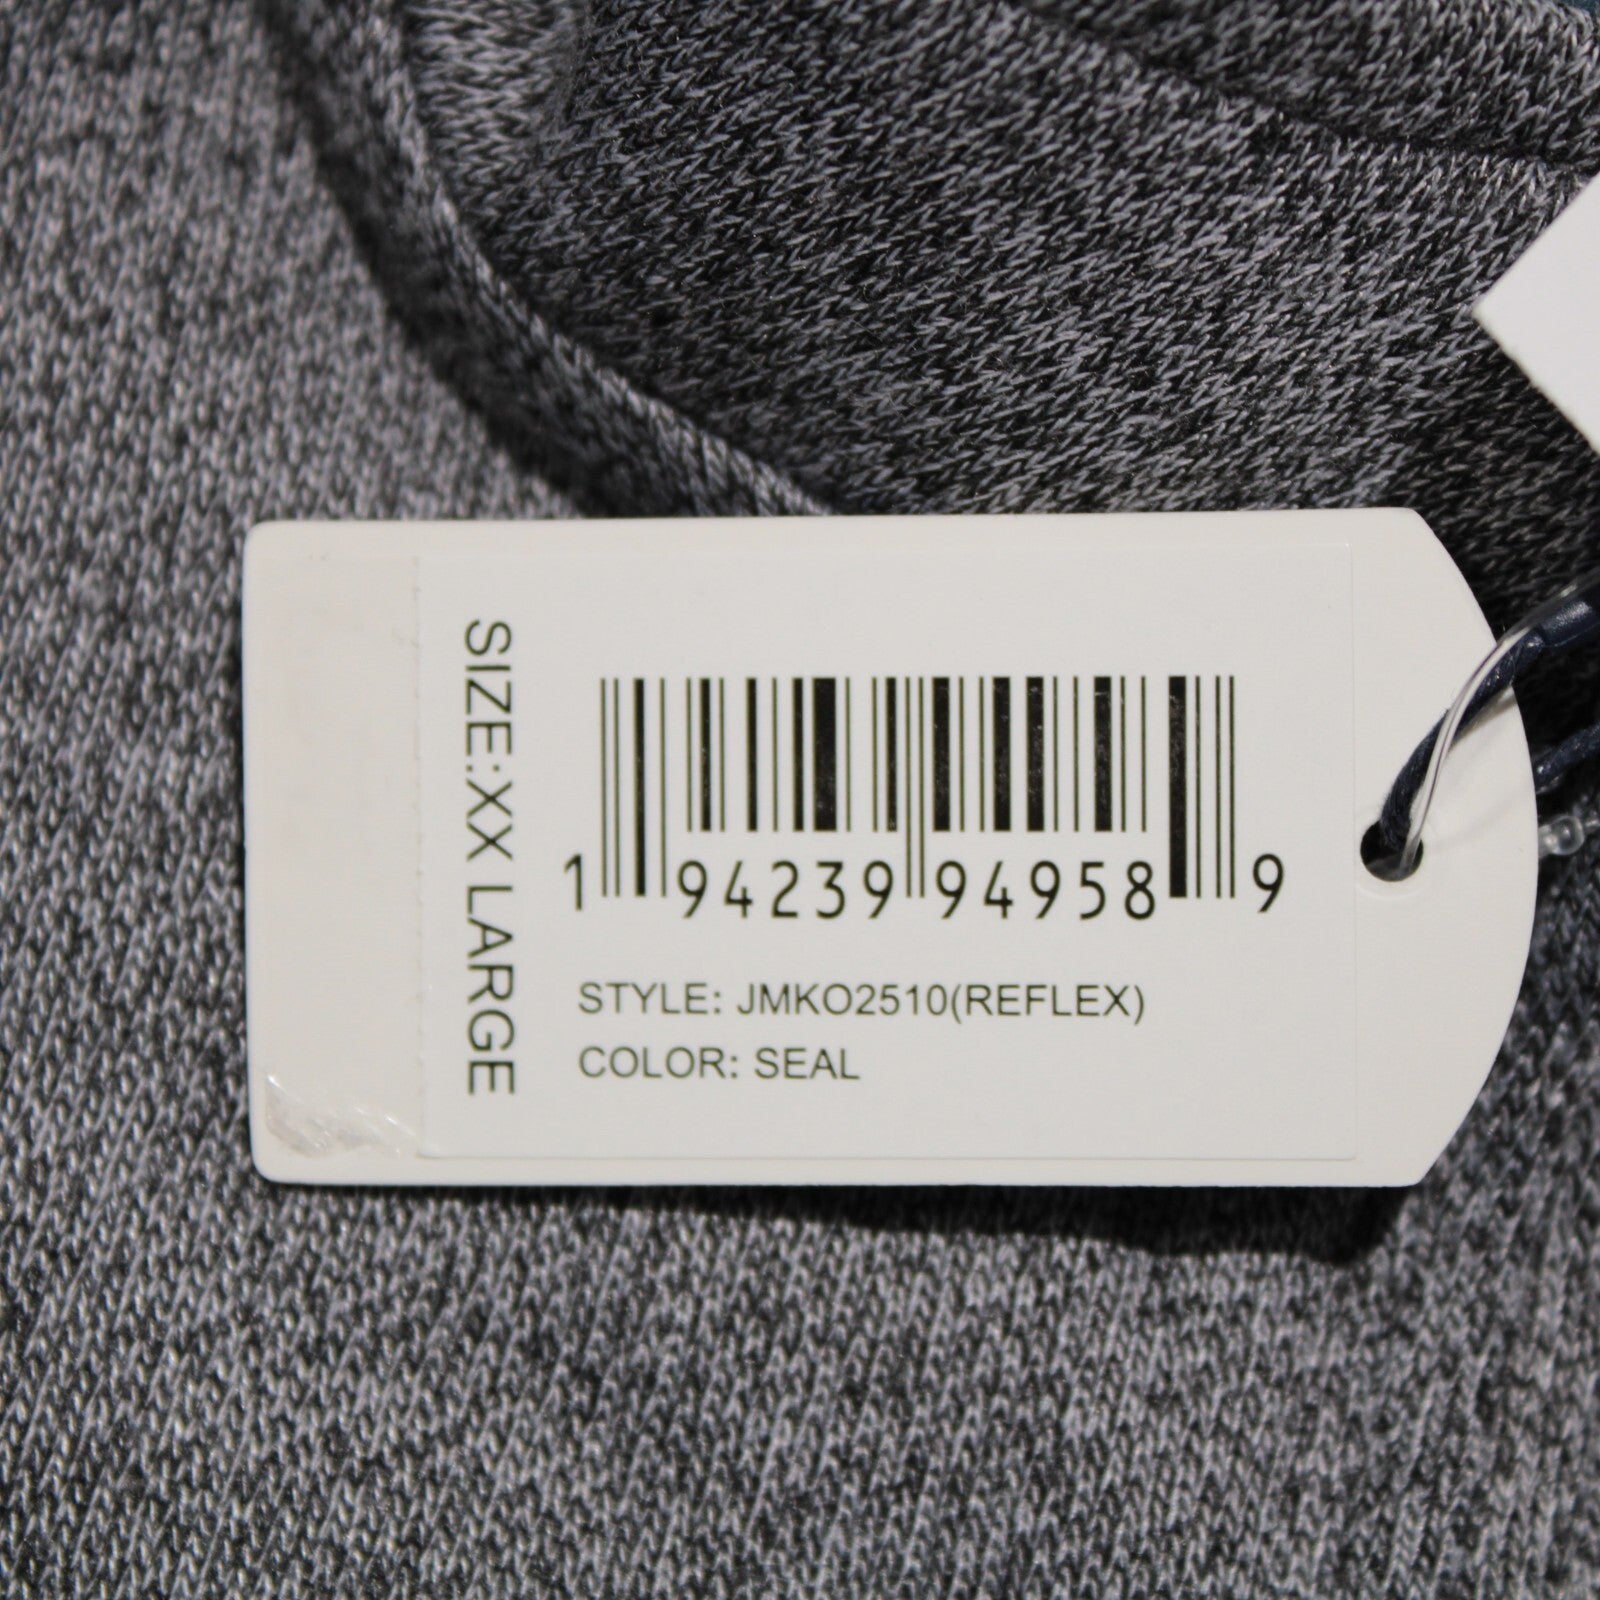 SIZE:XX LARGE
1 94239 94958 9
STYLE: JMKO2510(REFLEX)
COLOR: SEAL